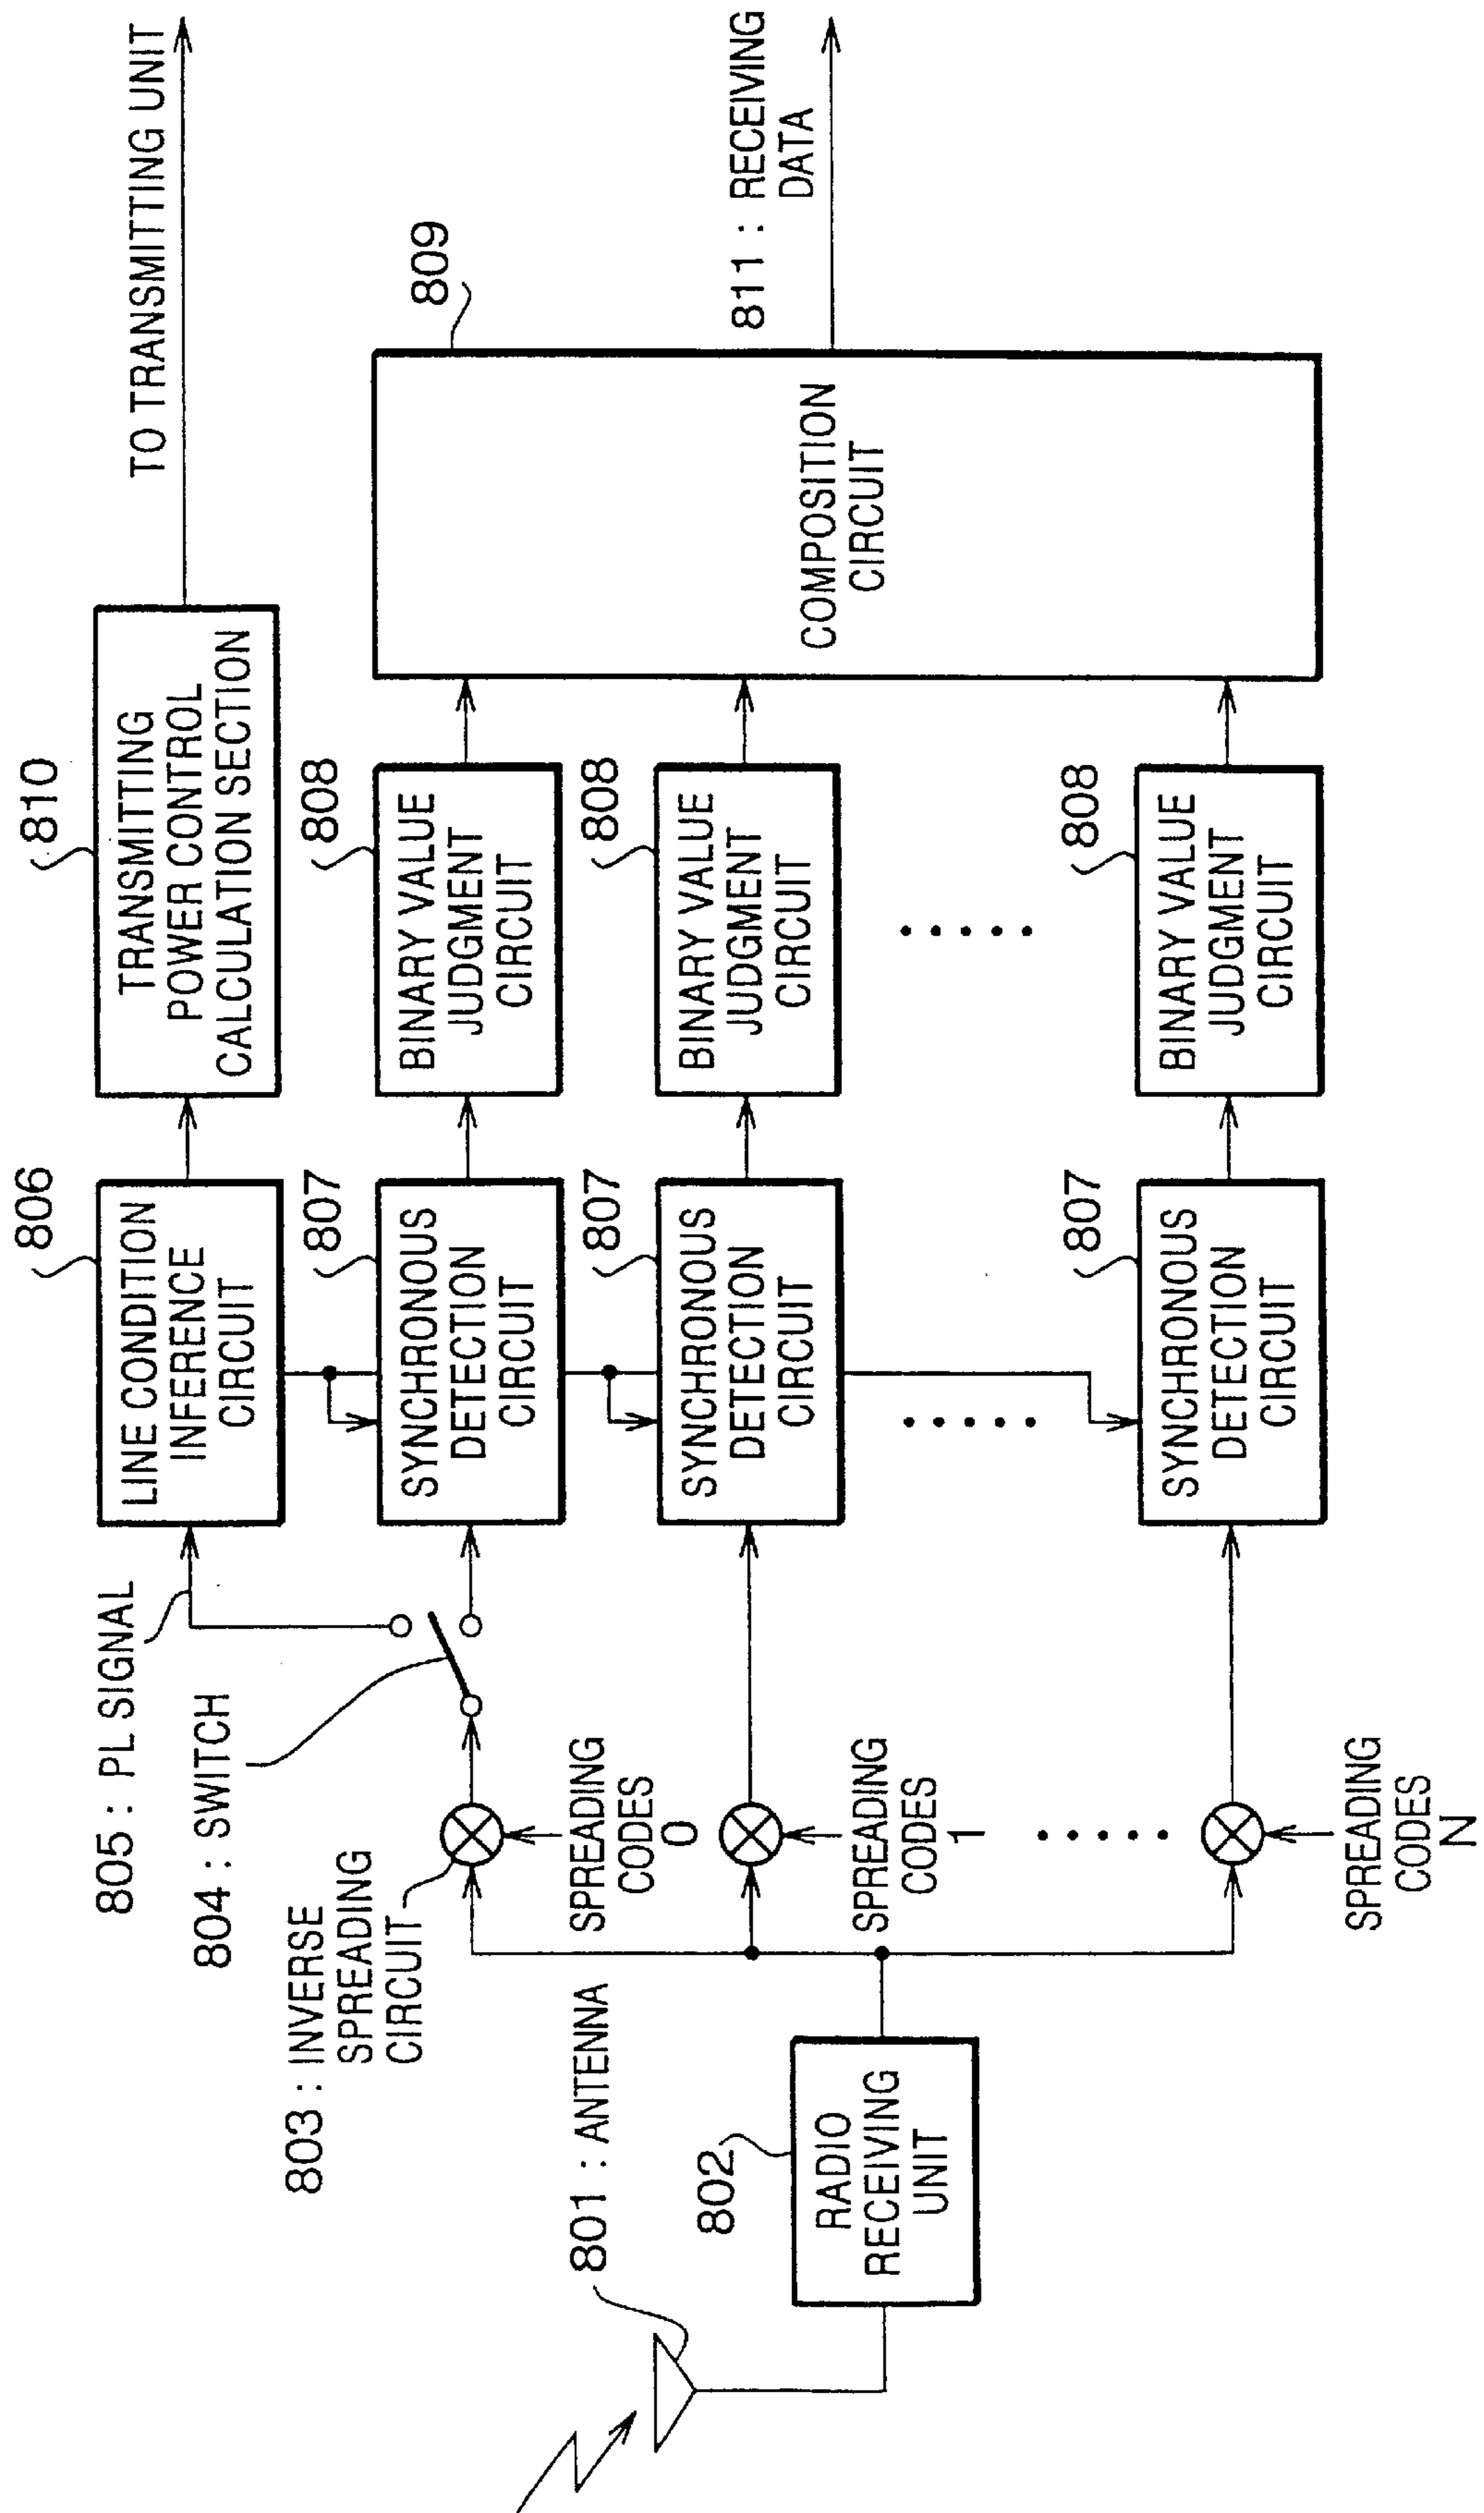 801 : ANTENNA
802
RADIO
RECEIVING
UNIT
803 : INVERSE
SPREADING
CIRCUIT
804 : SWITCH
805 : PL SIGNAL
SPREADING
CODES
0
SPREADING
CODES
1
SPREADING
CODES
N
806
LINE CONDITION
INFERENCE
CIRCUIT
807
SYNCHRONOUS
DETECTION
CIRCUIT
807
SYNCHRONOUS
DETECTION
CIRCUIT
807
SYNCHRONOUS
DETECTION
CIRCUIT
810
TRANSMITTING
POWER CONTROL
CALCULATION SECTION
808
BINARY VALUE
JUDGMENT
CIRCUIT
808
BINARY VALUE
JUDGMENT
CIRCUIT
808
BINARY VALUE
JUDGMENT
CIRCUIT
809
COMPOSITION
CIRCUIT
TO TRANSMITTING UNIT
811 : RECEIVING
DATA